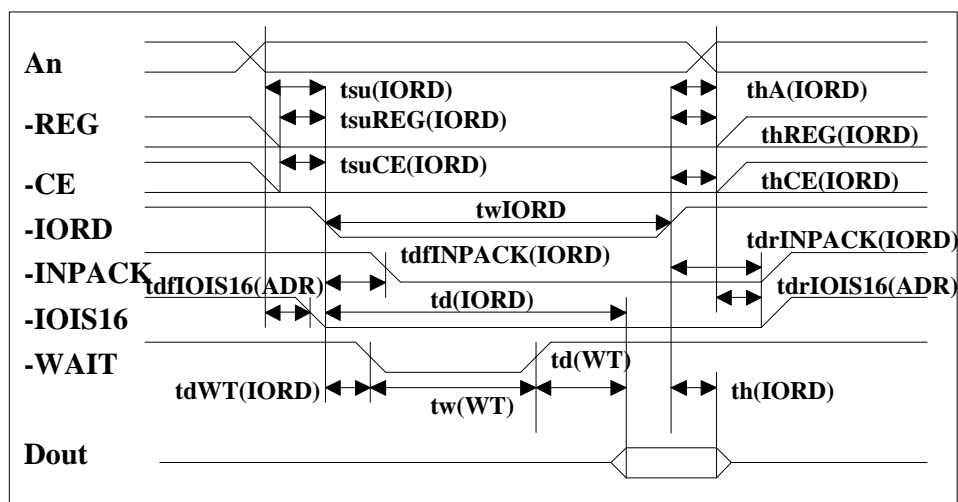 An
tsu(IORD) thA(IORD)
-REG tsuREG(IORD) thREG(IORD)
-CE tsuCE(IORD) thCE(IORD)
-IORD twIORD
-INPACK tdfINPACK(IORD) tdrINPACK(IORD)
tdfIOIS16(ADR) td(IORD) tdrIOIS16(ADR)
-IOIS16
-WAIT td(WT)
tdWT(IORD) tw(WT) th(IORD)
Dout